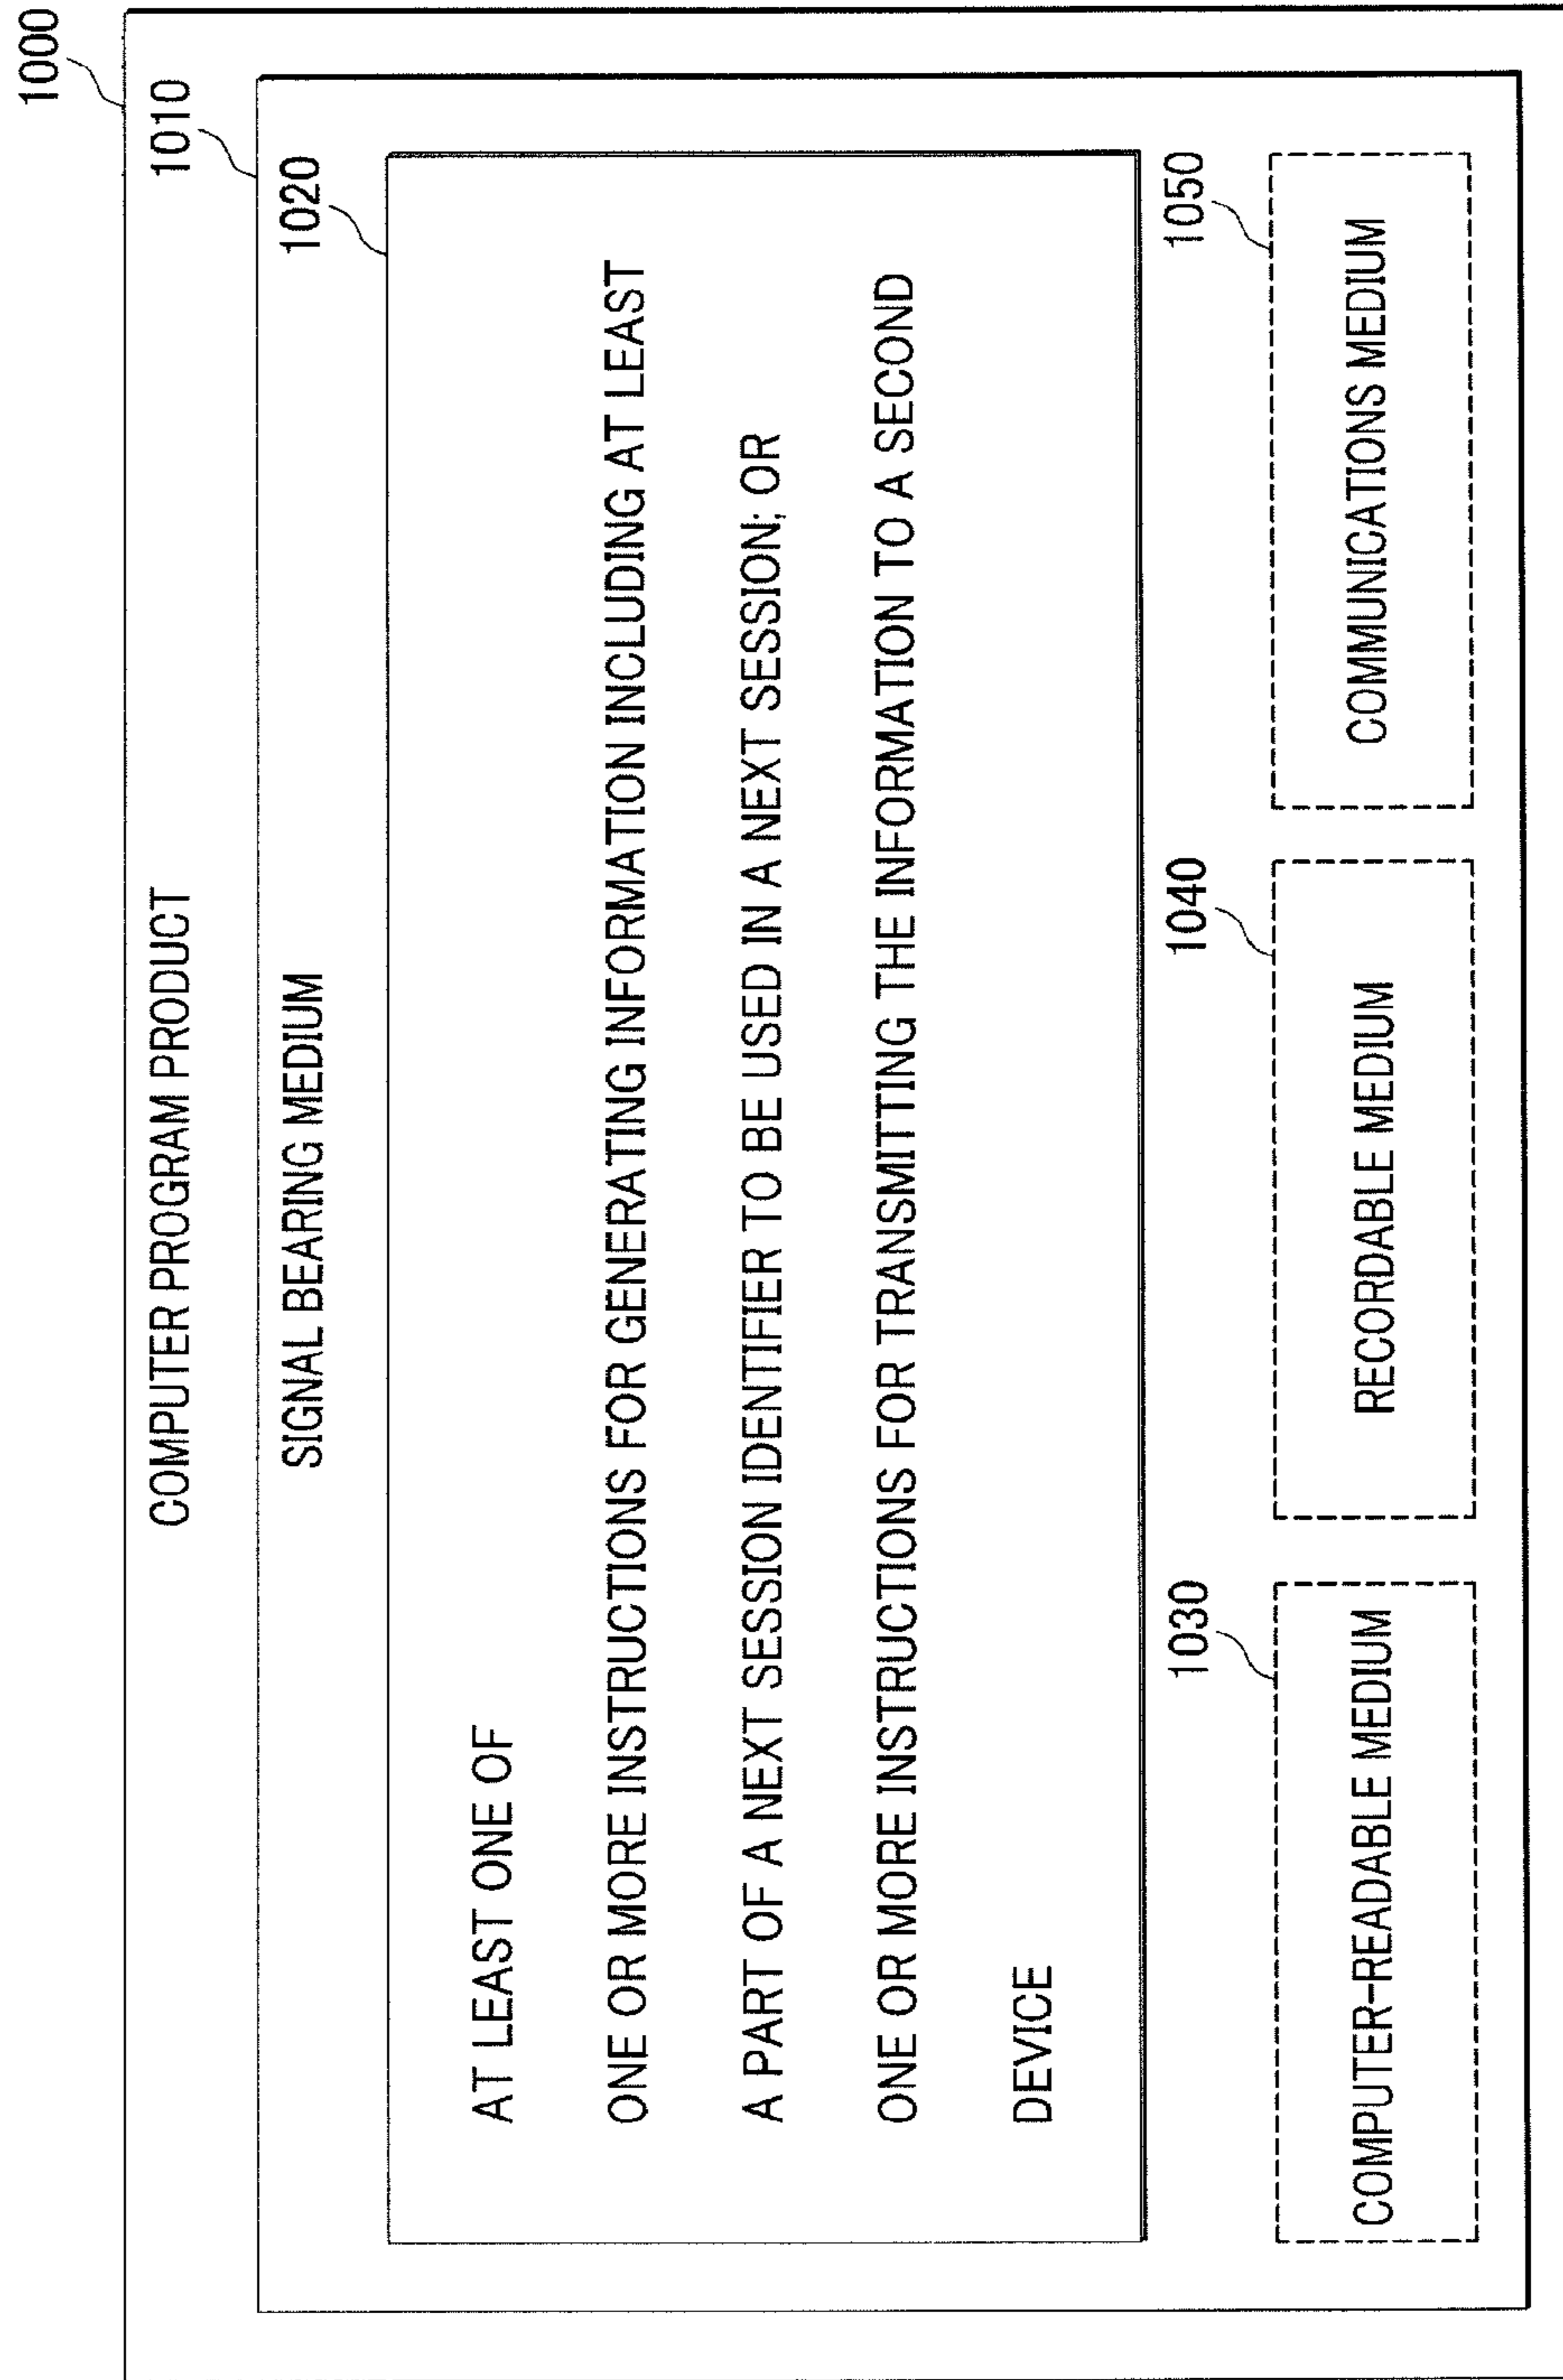 1000
COMPUTER PROGRAM PRODUCT
1010
SIGNAL BEARING MEDIUM
1020
AT LEAST ONE OF
ONE OR MORE INSTRUCTIONS FOR GENERATING INFORMATION INCLUDING AT LEAST
A PART OF A NEXT SESSION IDENTIFIER TO BE USED IN A NEXT SESSION; OR
ONE OR MORE INSTRUCTIONS FOR TRANSMITTING THE INFORMATION TO A SECOND
DEVICE
1030
1040
1050
COMPUTER-READABLE MEDIUM
RECORDABLE MEDIUM
COMMUNICATIONS MEDIUM